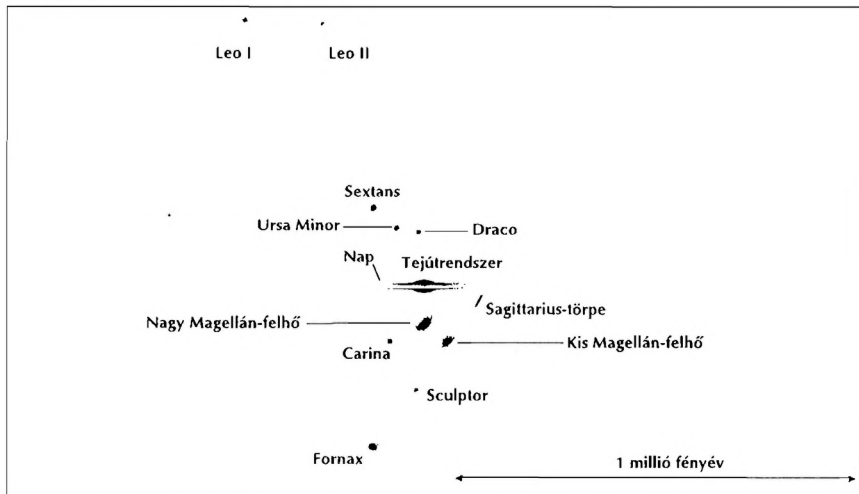 Leo I
Leo II
Sextans
Ursa Minor
Draco
Nap
Tejútrendszer
Sagittarius-törpe
Nagy Magellán-felhő
Carina
Kis Magellán-felhő
Sculptor
Fornax
1 millió fényév